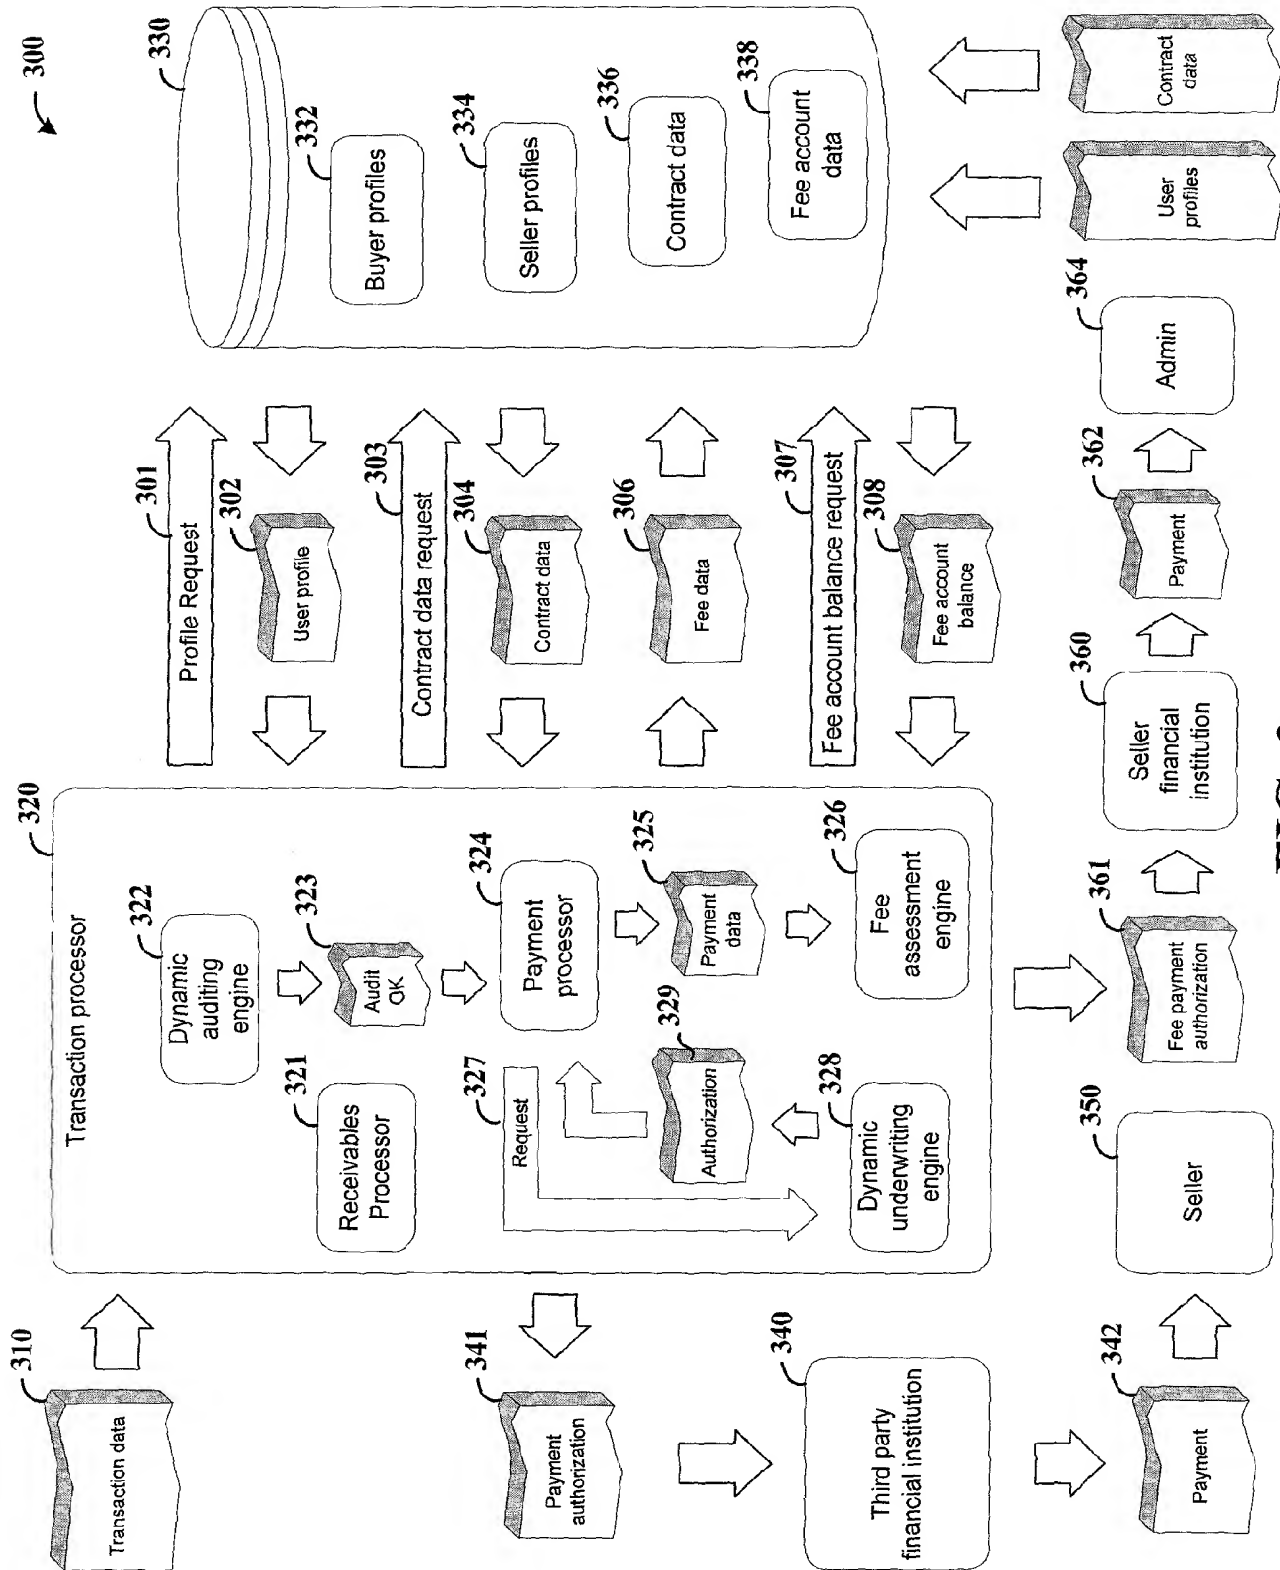 300
310
Transaction data
320
Transaction processor
322
Dynamic
auditing
engine
323
Audit
OK
321
Receivables
Processor
324
Payment
processor
325
Payment
data
326
Fee
assessment
engine
327
Request
329
Authorization
328
Dynamic
underwriting
engine
301
Profile Request
302
User profile
303
Contract data request
304
Contract data
306
Fee data
307
Fee account balance request
308
Fee account
balance
330
332
Buyer profiles
334
Seller profiles
336
Contract data
338
Fee account
data
341
Payment
authorization
340
Third party
financial institution
342
Payment
350
Seller
361
Fee payment
authorization
360
Seller
financial
institution
362
Payment
364
Admin
User
profiles
Contract
data